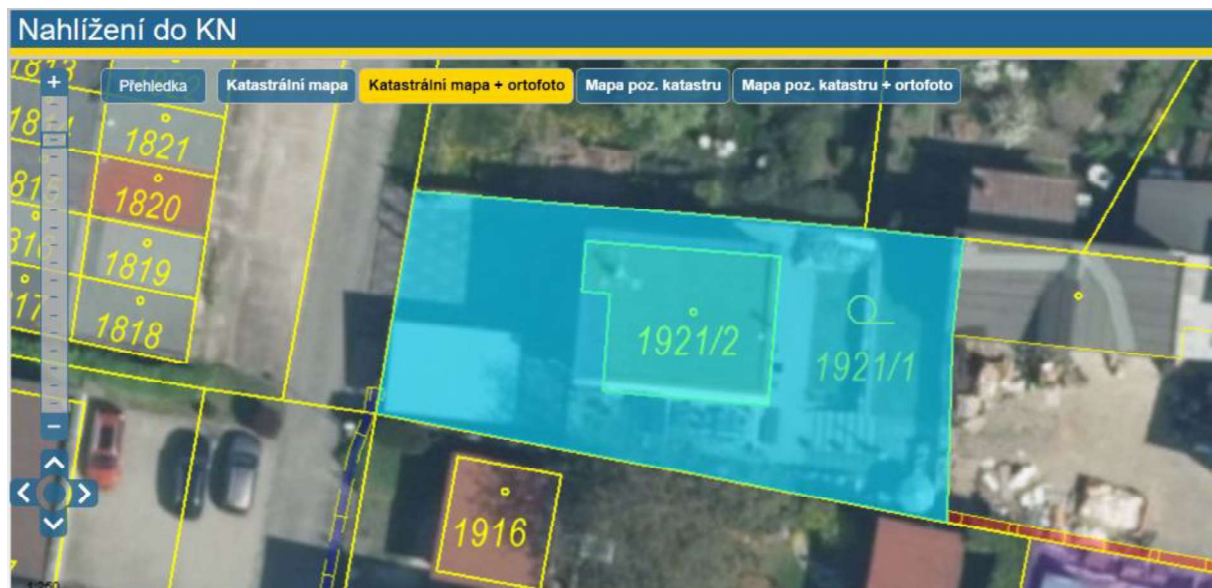 Nahlížení do KN
Přehledka
Katastrální mapa
Katastrální mapa + ortofoto
Mapa poz. katastru
Mapa poz. katastru + ortofoto
1821
1820
1819
1818
1921/2
1921/1
1916